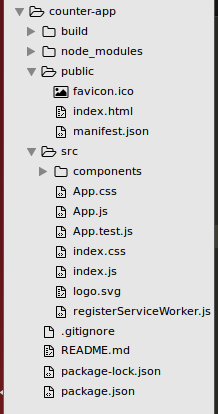 counter-app
build
node_modules
public
favicon.ico
index.html
manifest.json
src
components
App.css
App.js
App.test.js
index.css
index.js
logo.svg
registerServiceWorker.js
.gitignore
README.md
package-lock.json
package.json